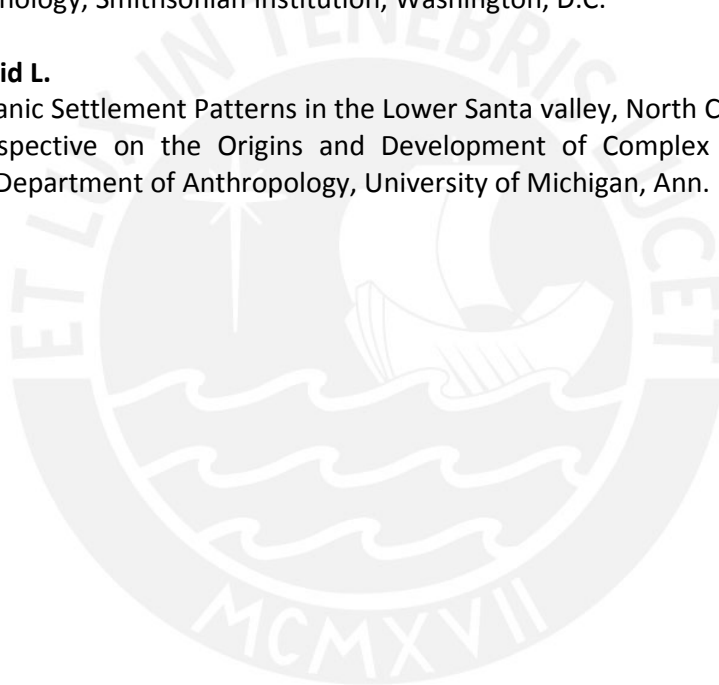 nology, Smithsonian Institution, Washington, D.C.
id L.
anic Settlement Patterns in the Lower Santa valley, North C
spective on the Origins and Development of Complex
Department of Anthropology, University of Michigan, Ann.
ET LUX IN TENEBRIS LUCET
MCMXVII